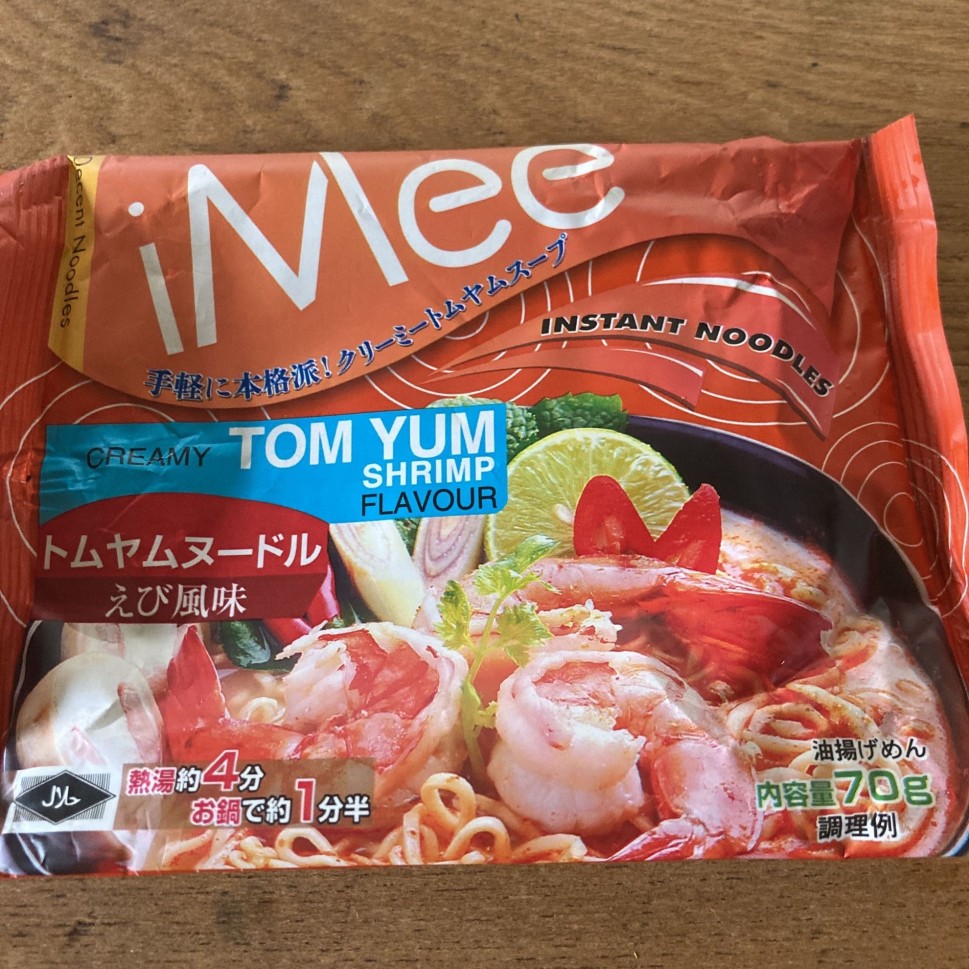 Decent Noodles
iMee
手軽に本格派!クリーミートムヤムスープ
INSTANT NOODLES
CREAMY TOM YUM
SHRIMP
FLAVOUR
トムヤムヌードル
えび風味
حلال
熱湯約4分
お鍋で約1分半
油揚げめん
内容量70g
調理例